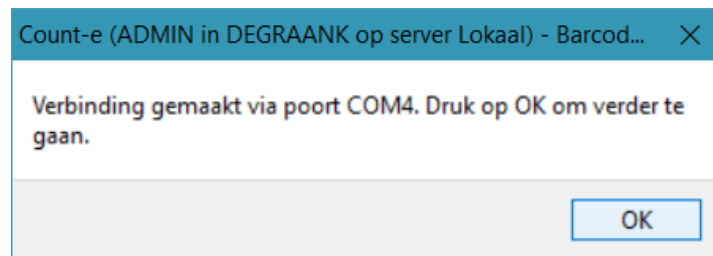 Count-e (ADMIN in DEGRAANK op server Lokaal) - Barcod...
Verbinding gemaakt via poort COM4. Druk op OK om verder te
gaan.
OK